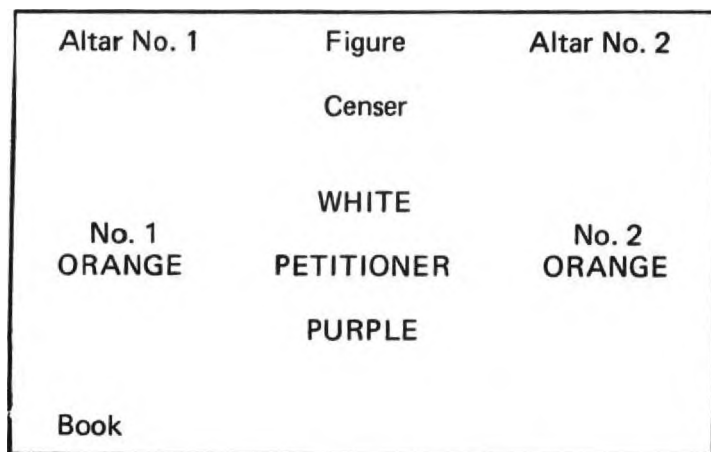 Altar No. 1 Figure Altar No. 2
Censer
WHITE
No. 1 No. 2
ORANGE PETITIONER ORANGE
PURPLE
Book